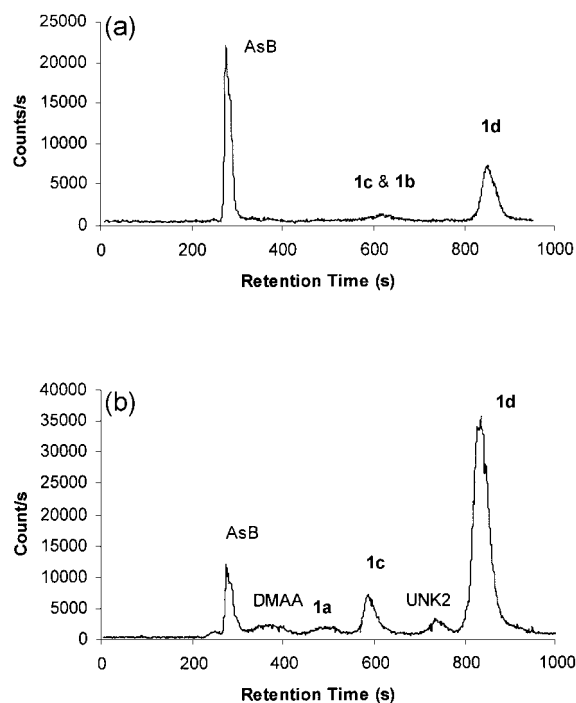 (a)
25000
20000
15000
10000
5000
0
Counts/s
AsB
1c & 1b
1d
0 200 400 600 800 1000
Retention Time (s)
(b)
40000
35000
30000
25000
20000
15000
10000
5000
0
Count/s
AsB
DMAA
1a
1c
UNK2
1d
0 200 400 600 800 1000
Retention Time (s)